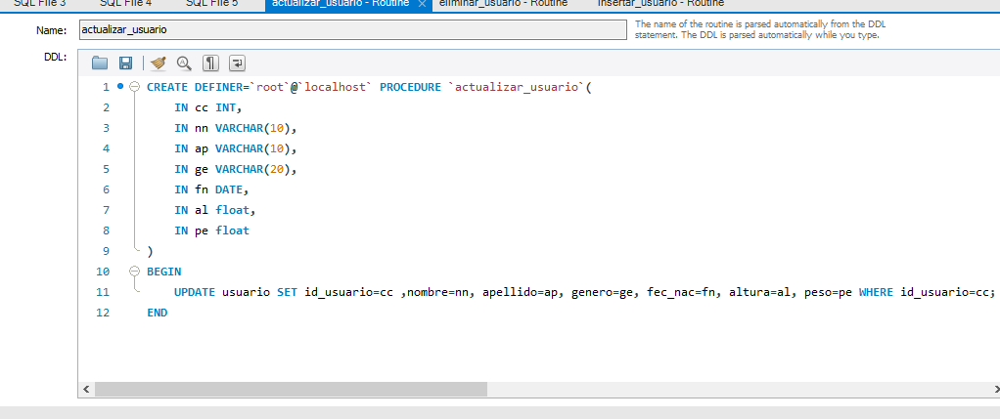 SQL File 3 SQL File 4 SQL File 5 actualizar_usuario - Routine × eliminar_usuario - Routine insertar_usuario - Routine
Name: actualizar_usuario The name of the routine is parsed automatically from the DDL
statement. The DDL is parsed automatically while you type.
DDL:
1 CREATE DEFINER=`root`@`localhost` PROCEDURE `actualizar_usuario`(
2 IN cc INT,
3 IN nn VARCHAR(10),
4 IN ap VARCHAR(10),
5 IN ge VARCHAR(20),
6 IN fn DATE,
7 IN al float,
8 IN pe float
9 )
10 BEGIN
11 UPDATE usuario SET id_usuario=cc ,nombre=nn, apellido=ap, genero=ge, fec_nac=fn, altura=al, peso=pe WHERE id_usuario=cc;
12 END